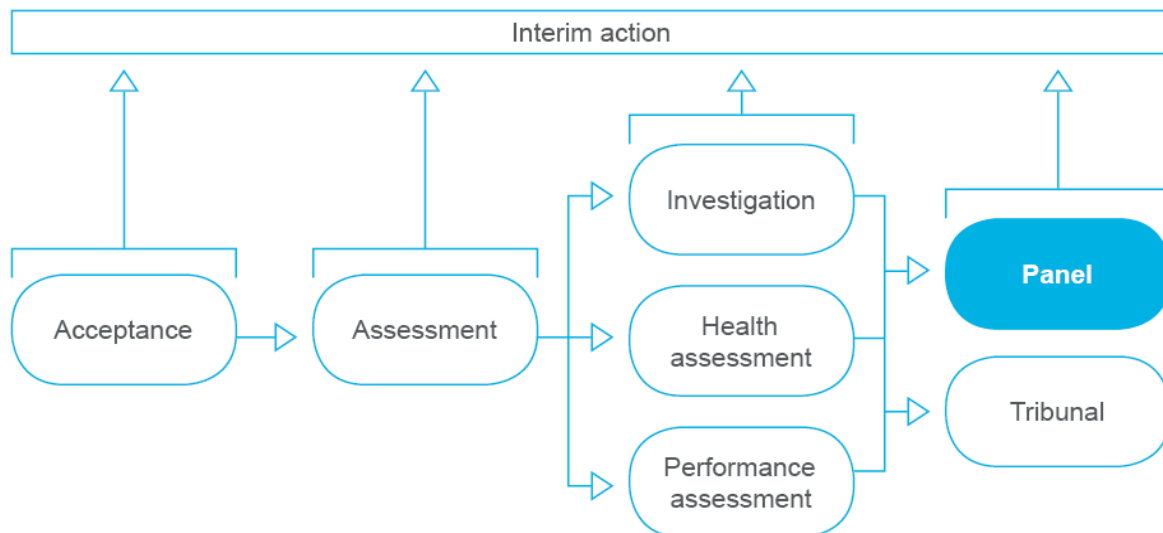 Interim action
Acceptance
Assessment
Investigation
Health
assessment
Performance
assessment
Panel
Tribunal